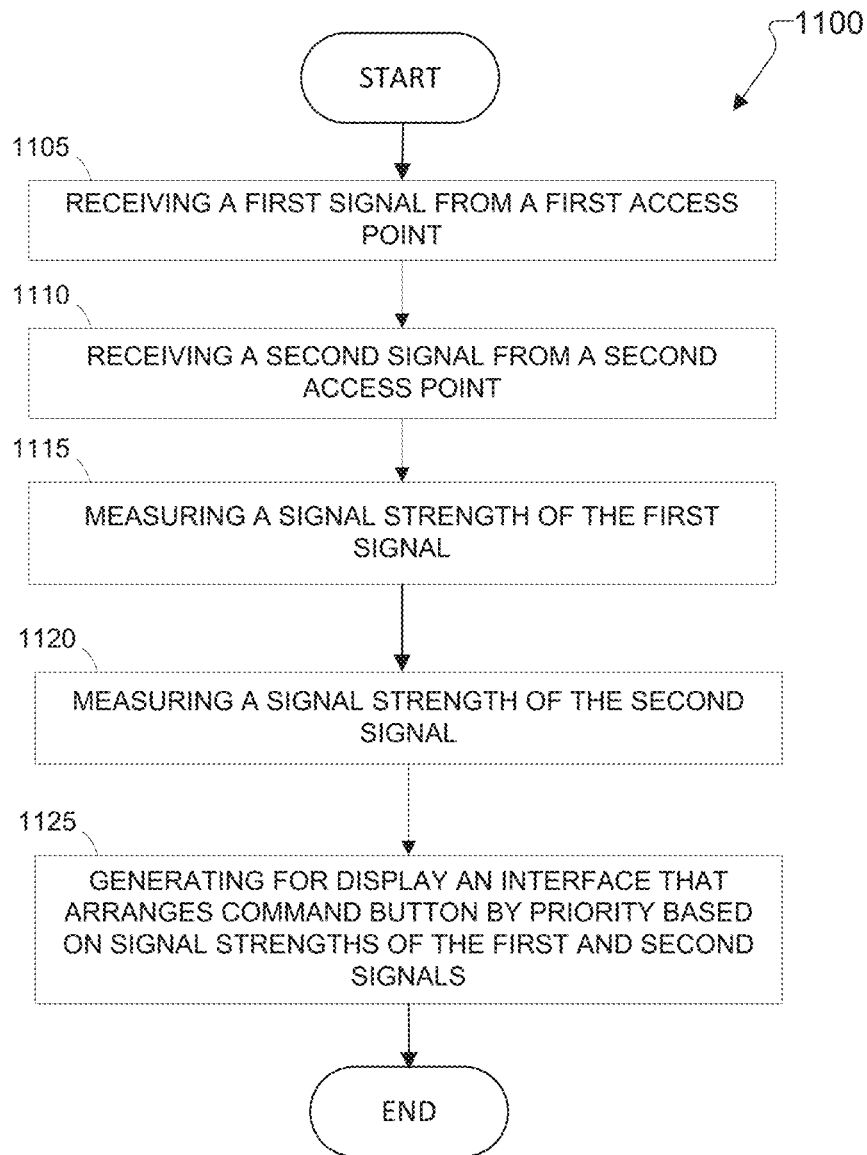 1100
START
1105
RECEIVING A FIRST SIGNAL FROM A FIRST ACCESS
POINT
1110
RECEIVING A SECOND SIGNAL FROM A SECOND
ACCESS POINT
1115
MEASURING A SIGNAL STRENGTH OF THE FIRST
SIGNAL
1120
MEASURING A SIGNAL STRENGTH OF THE SECOND
SIGNAL
1125
GENERATING FOR DISPLAY AN INTERFACE THAT
ARRANGES COMMAND BUTTON BY PRIORITY BASED
ON SIGNAL STRENGTHS OF THE FIRST AND SECOND
SIGNALS
END